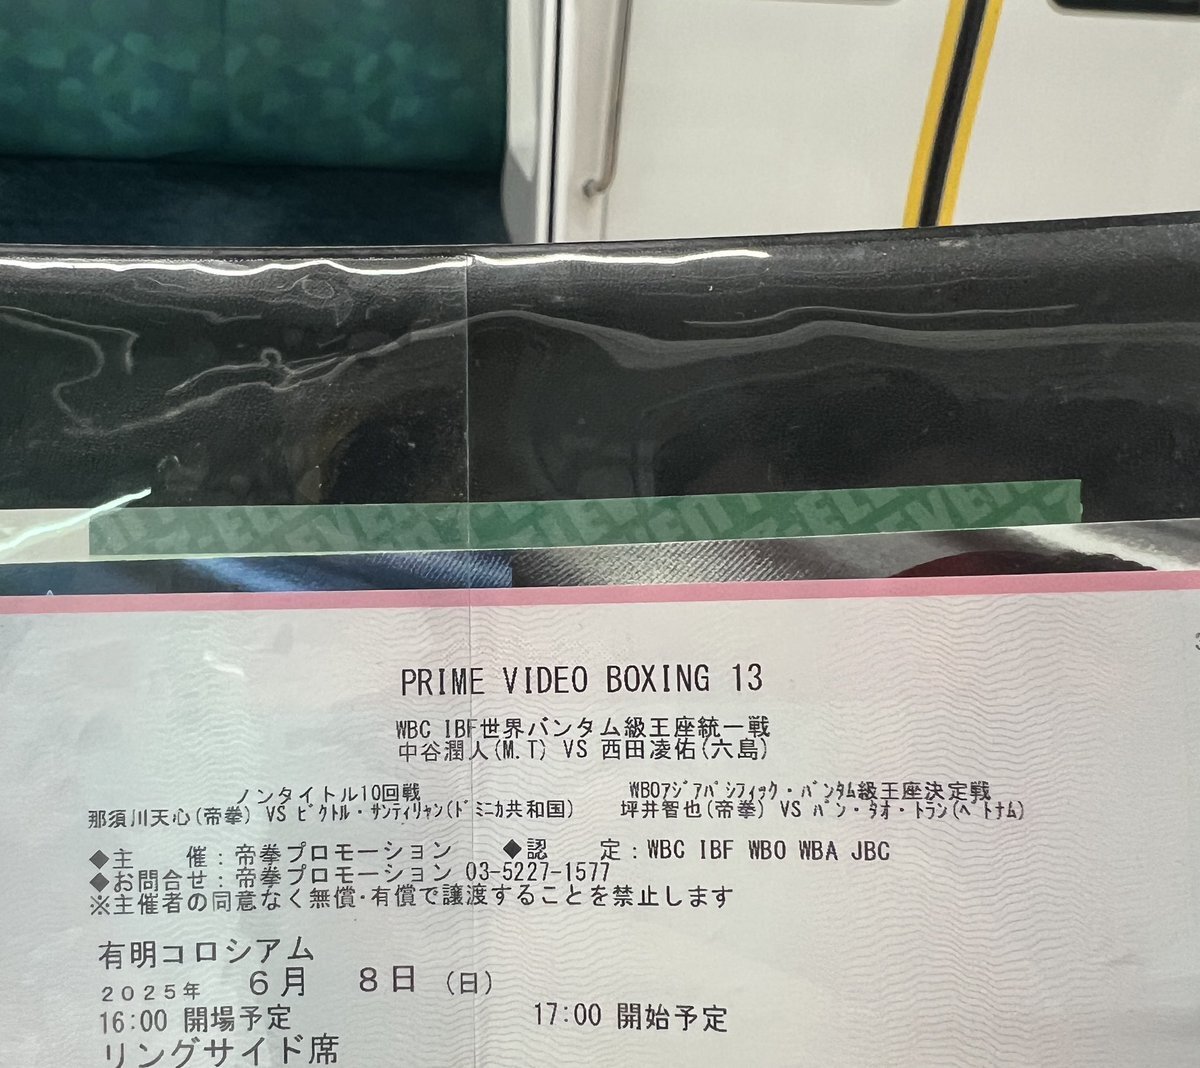 PRIME VIDEO BOXING 13
WBC IBF世界バンタム級王座統一戦
中谷潤人(M.T) VS 西田凌佑(六島)
ノンタイトル10回戦
那須川天心(帝拳) VS ビクトル・サンティリャン(ドミニカ共和国)
WBOアジアパシフィック・バンタム級王座決定戦
坪井智也(帝拳) VS バン・タオ・トラン(ベトナム)
◆主 催:帝拳プロモーション ◆認 定:WBC IBF WBO WBA JBC
◆お問合せ:帝拳プロモーション 03-5227-1577
※主催者の同意なく無償・有償で譲渡することを禁止します
有明コロシアム
2025年 6月 8日 (日)
16:00 開場予定 17:00 開始予定
リングサイド席